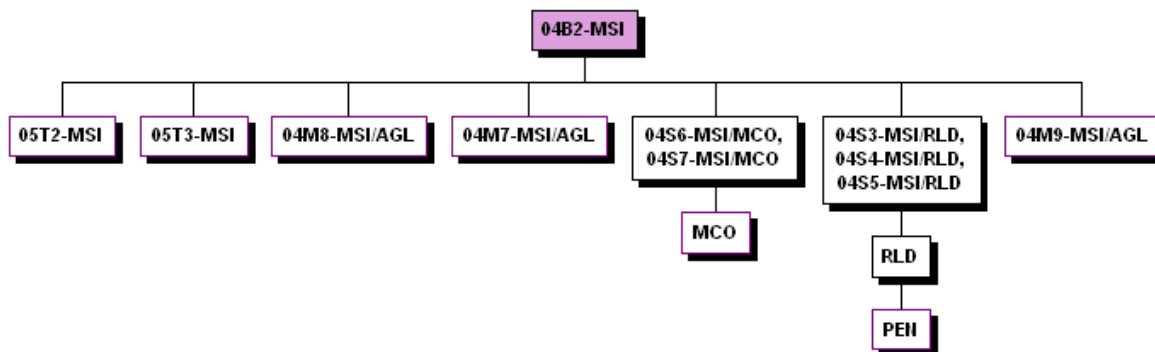 04B2-MSI
05T2-MSI
05T3-MSI
04M8-MSI/AGL
04M7-MSI/AGL
04S6-MSI/MCO,
04S7-MSI/MCO
04S3-MSI/RLD,
04S4-MSI/RLD,
04S5-MSI/RLD
04M9-MSI/AGL
MCO
RLD
PEN